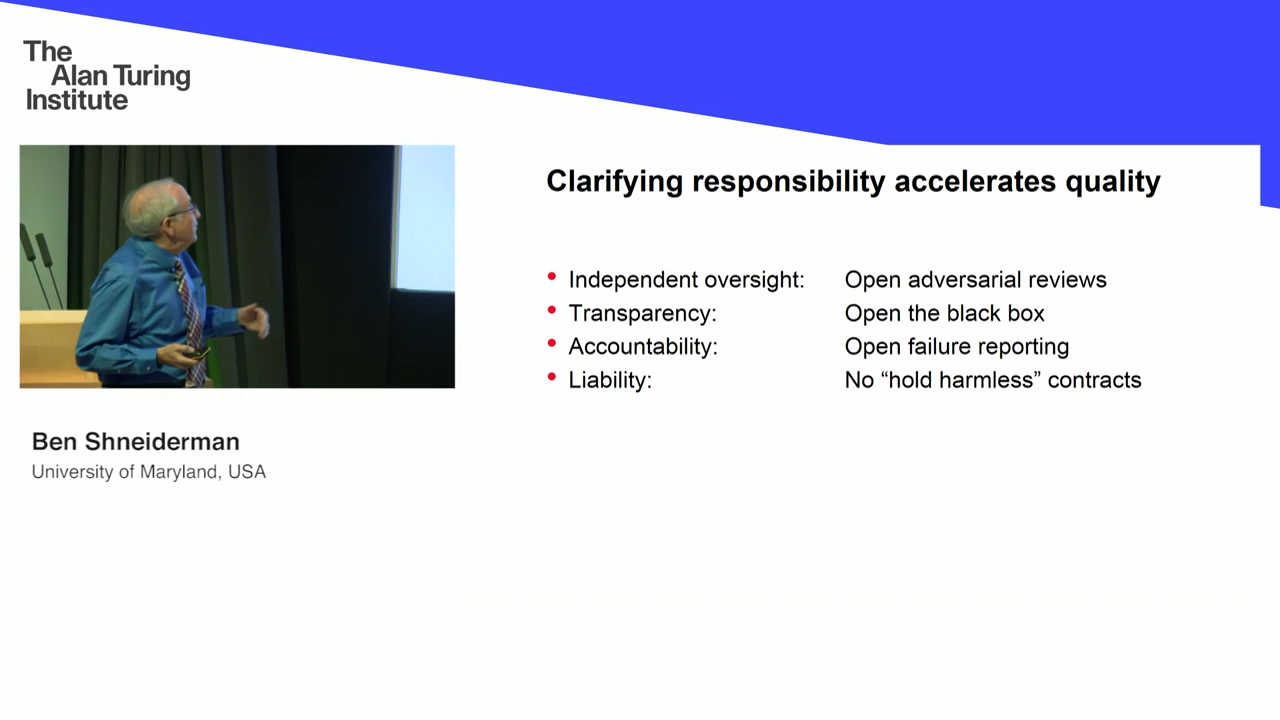 The
Alan Turing
Institute
Clarifying responsibility accelerates quality
• Independent oversight: Open adversarial reviews
• Transparency: Open the black box
• Accountability: Open failure reporting
• Liability: No “hold harmless” contracts
Ben Shneiderman
University of Maryland, USA